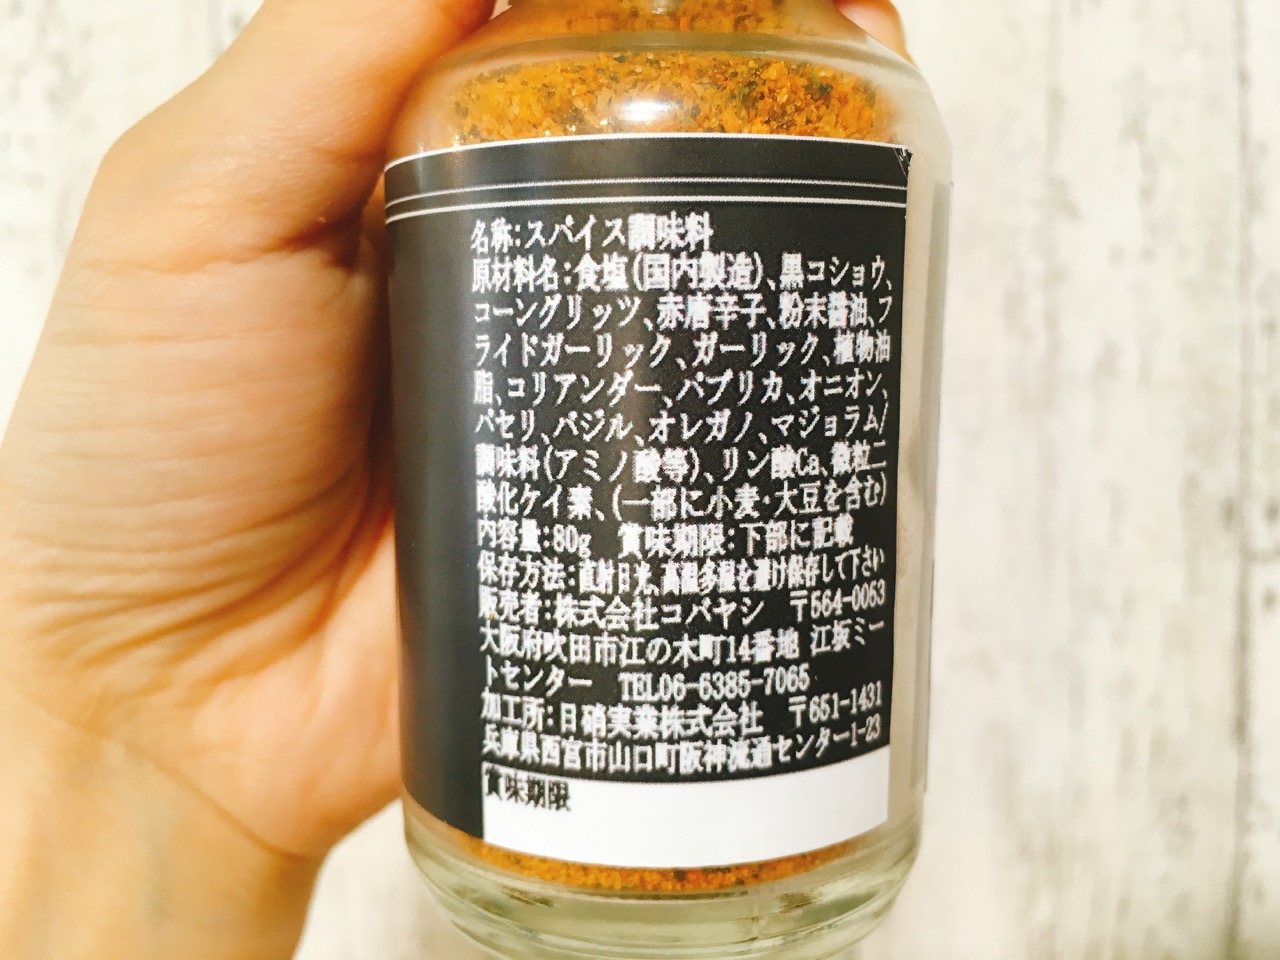 名称:スパイス調味料
原材料名:食塩(国内製造)、黒コショウ、
コーングリッツ、赤唐辛子、粉末醤油、フ
ライドガーリック、ガーリック、植物油
脂、コリアンダー、パプリカ、オニオン、
パセリ、バジル、オレガノ、マジョラム/
調味料(アミノ酸等)、リン酸Ca、微粒二
酸化ケイ素、(一部に小麦・大豆を含む)
内容量:80g 賞味期限:下部に記載
保存方法:直射日光、高温多湿を避け保存して下さい
販売者:株式会社コバヤシ 〒564-0053
大阪府吹田市江の木町14番地 江坂ミー
トセンター TEL06-6385-7065
加工所:日硝実業株式会社 〒651-1431
兵庫県西宮市山口町阪神流通センター1-23
賞味期限